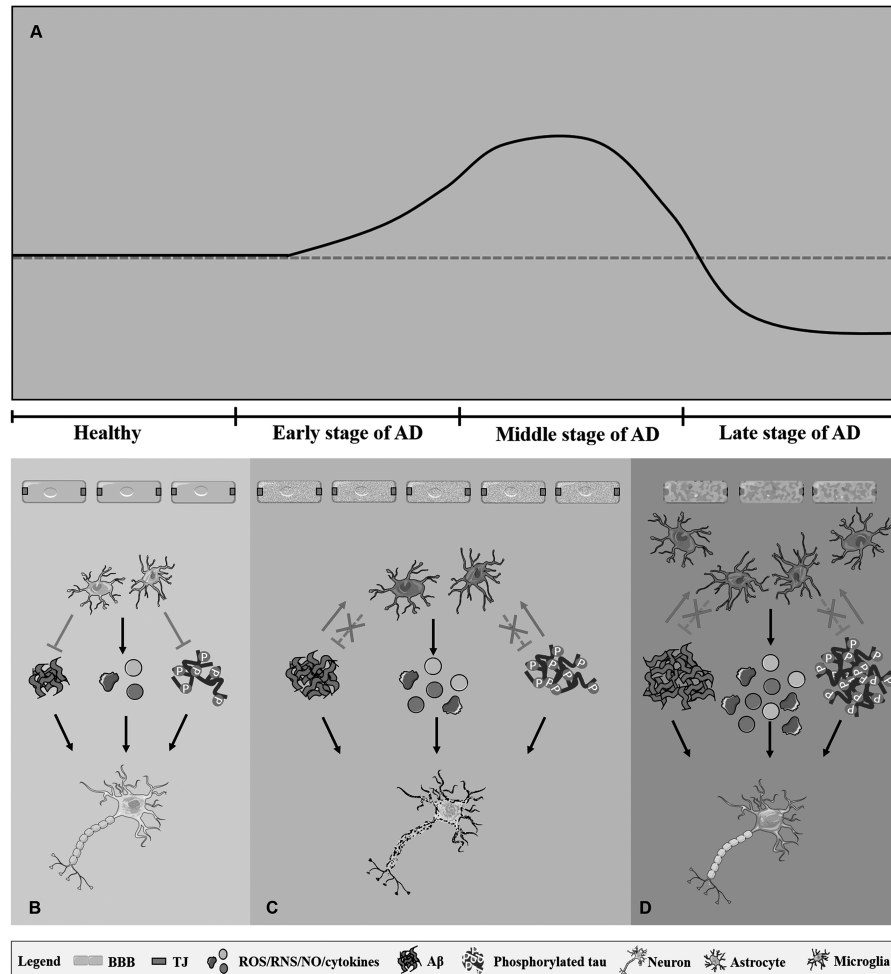 A
Healthy
Early stage of AD
Middle stage of AD
Late stage of AD
P P P P P
P P P P P P
P P P P P P P P P
B
C
D
Legend
BBB
TJ
ROS/RNS/NO/cytokines
Aβ
Phosphorylated tau
Neuron
Astrocyte
Microglia